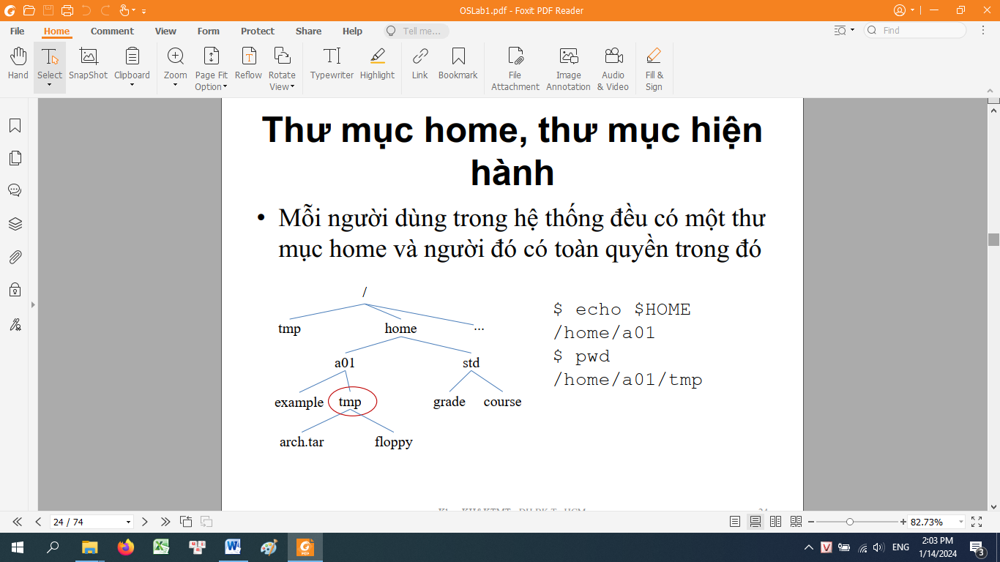 OSLab1.pdf - Foxit PDF Reader
File Home Comment View Form Protect Share Help Tell me... Find
Hand Select SnapShot Clipboard Zoom Page Fit Option Reflow Rotate View Typewriter Highlight Link Bookmark File Attachment Image Annotation Audio & Video Fill & Sign
Thư mục home, thư mục hiện
hành
• Mỗi người dùng trong hệ thống đều có một thư
mục home và người đó có toàn quyền trong đó
/
tmp home ...
a01 std
example tmp grade course
arch.tar floppy
$ echo $HOME
/home/a01
$ pwd
/home/a01/tmp
24 / 74 82.73%
ENG
2:03 PM
1/14/2024
3